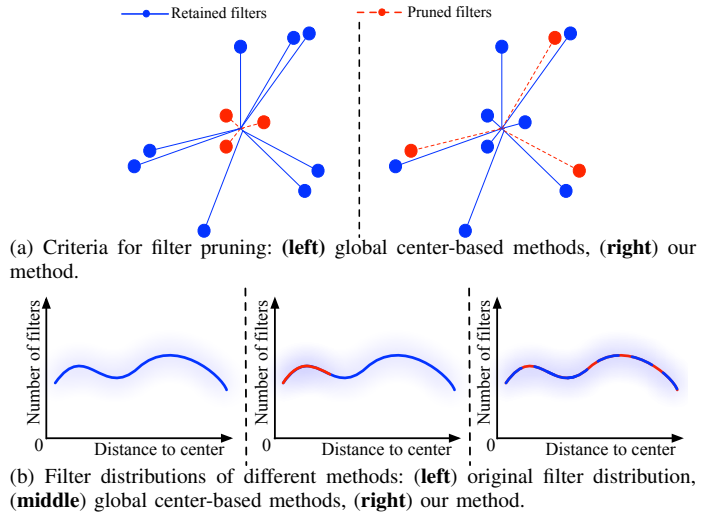 Retained filters
Pruned filters
(a) Criteria for filter pruning: (left) global center-based methods, (right) our
method.
Number of filters
0
Distance to center
Number of filters
0
Distance to center
Number of filters
0
Distance to center
(b) Filter distributions of different methods: (left) original filter distribution,
(middle) global center-based methods, (right) our method.